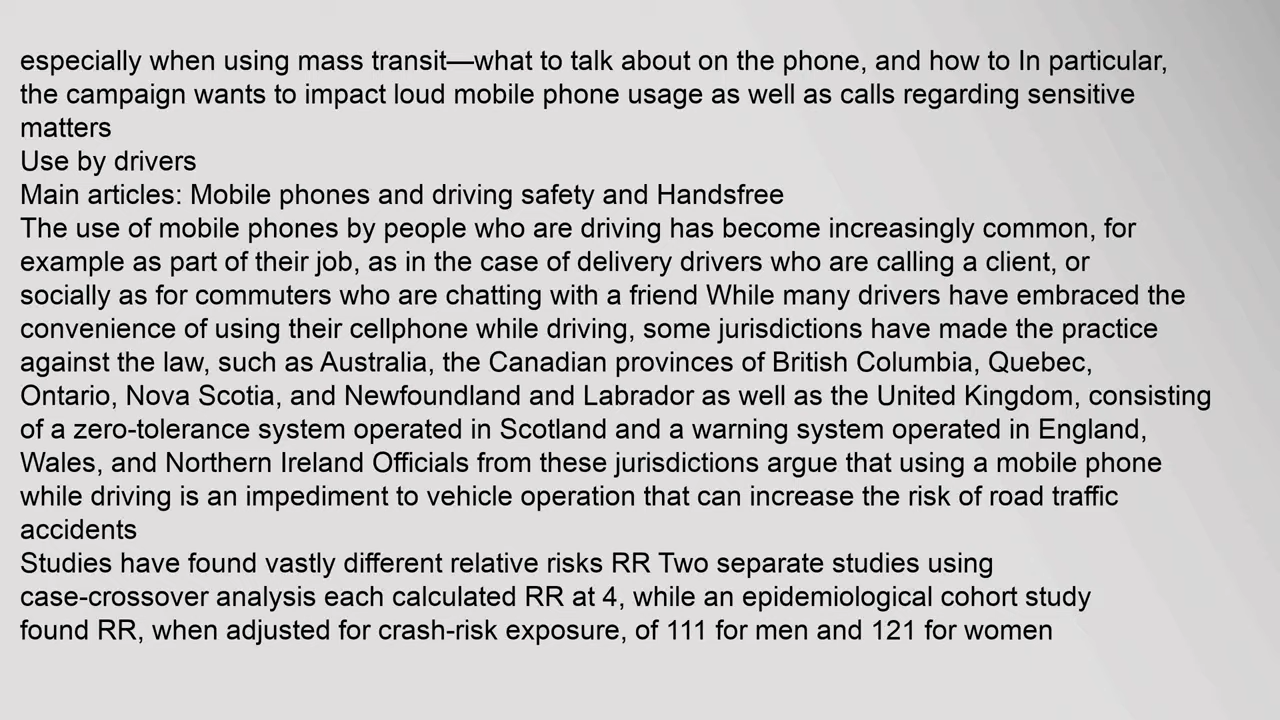 especially when using mass transit—what to talk about on the phone, and how to In particular,
the campaign wants to impact loud mobile phone usage as well as calls regarding sensitive
matters
Use by drivers
Main articles: Mobile phones and driving safety and Handsfree
The use of mobile phones by people who are driving has become increasingly common, for
example as part of their job, as in the case of delivery drivers who are calling a client, or
socially as for commuters who are chatting with a friend While many drivers have embraced the
convenience of using their cellphone while driving, some jurisdictions have made the practice
against the law, such as Australia, the Canadian provinces of British Columbia, Quebec,
Ontario, Nova Scotia, and Newfoundland and Labrador as well as the United Kingdom, consisting
of a zero-tolerance system operated in Scotland and a warning system operated in England,
Wales, and Northern Ireland Officials from these jurisdictions argue that using a mobile phone
while driving is an impediment to vehicle operation that can increase the risk of road traffic
accidents
Studies have found vastly different relative risks RR Two separate studies using
case-crossover analysis each calculated RR at 4, while an epidemiological cohort study
found RR, when adjusted for crash-risk exposure, of 111 for men and 121 for women